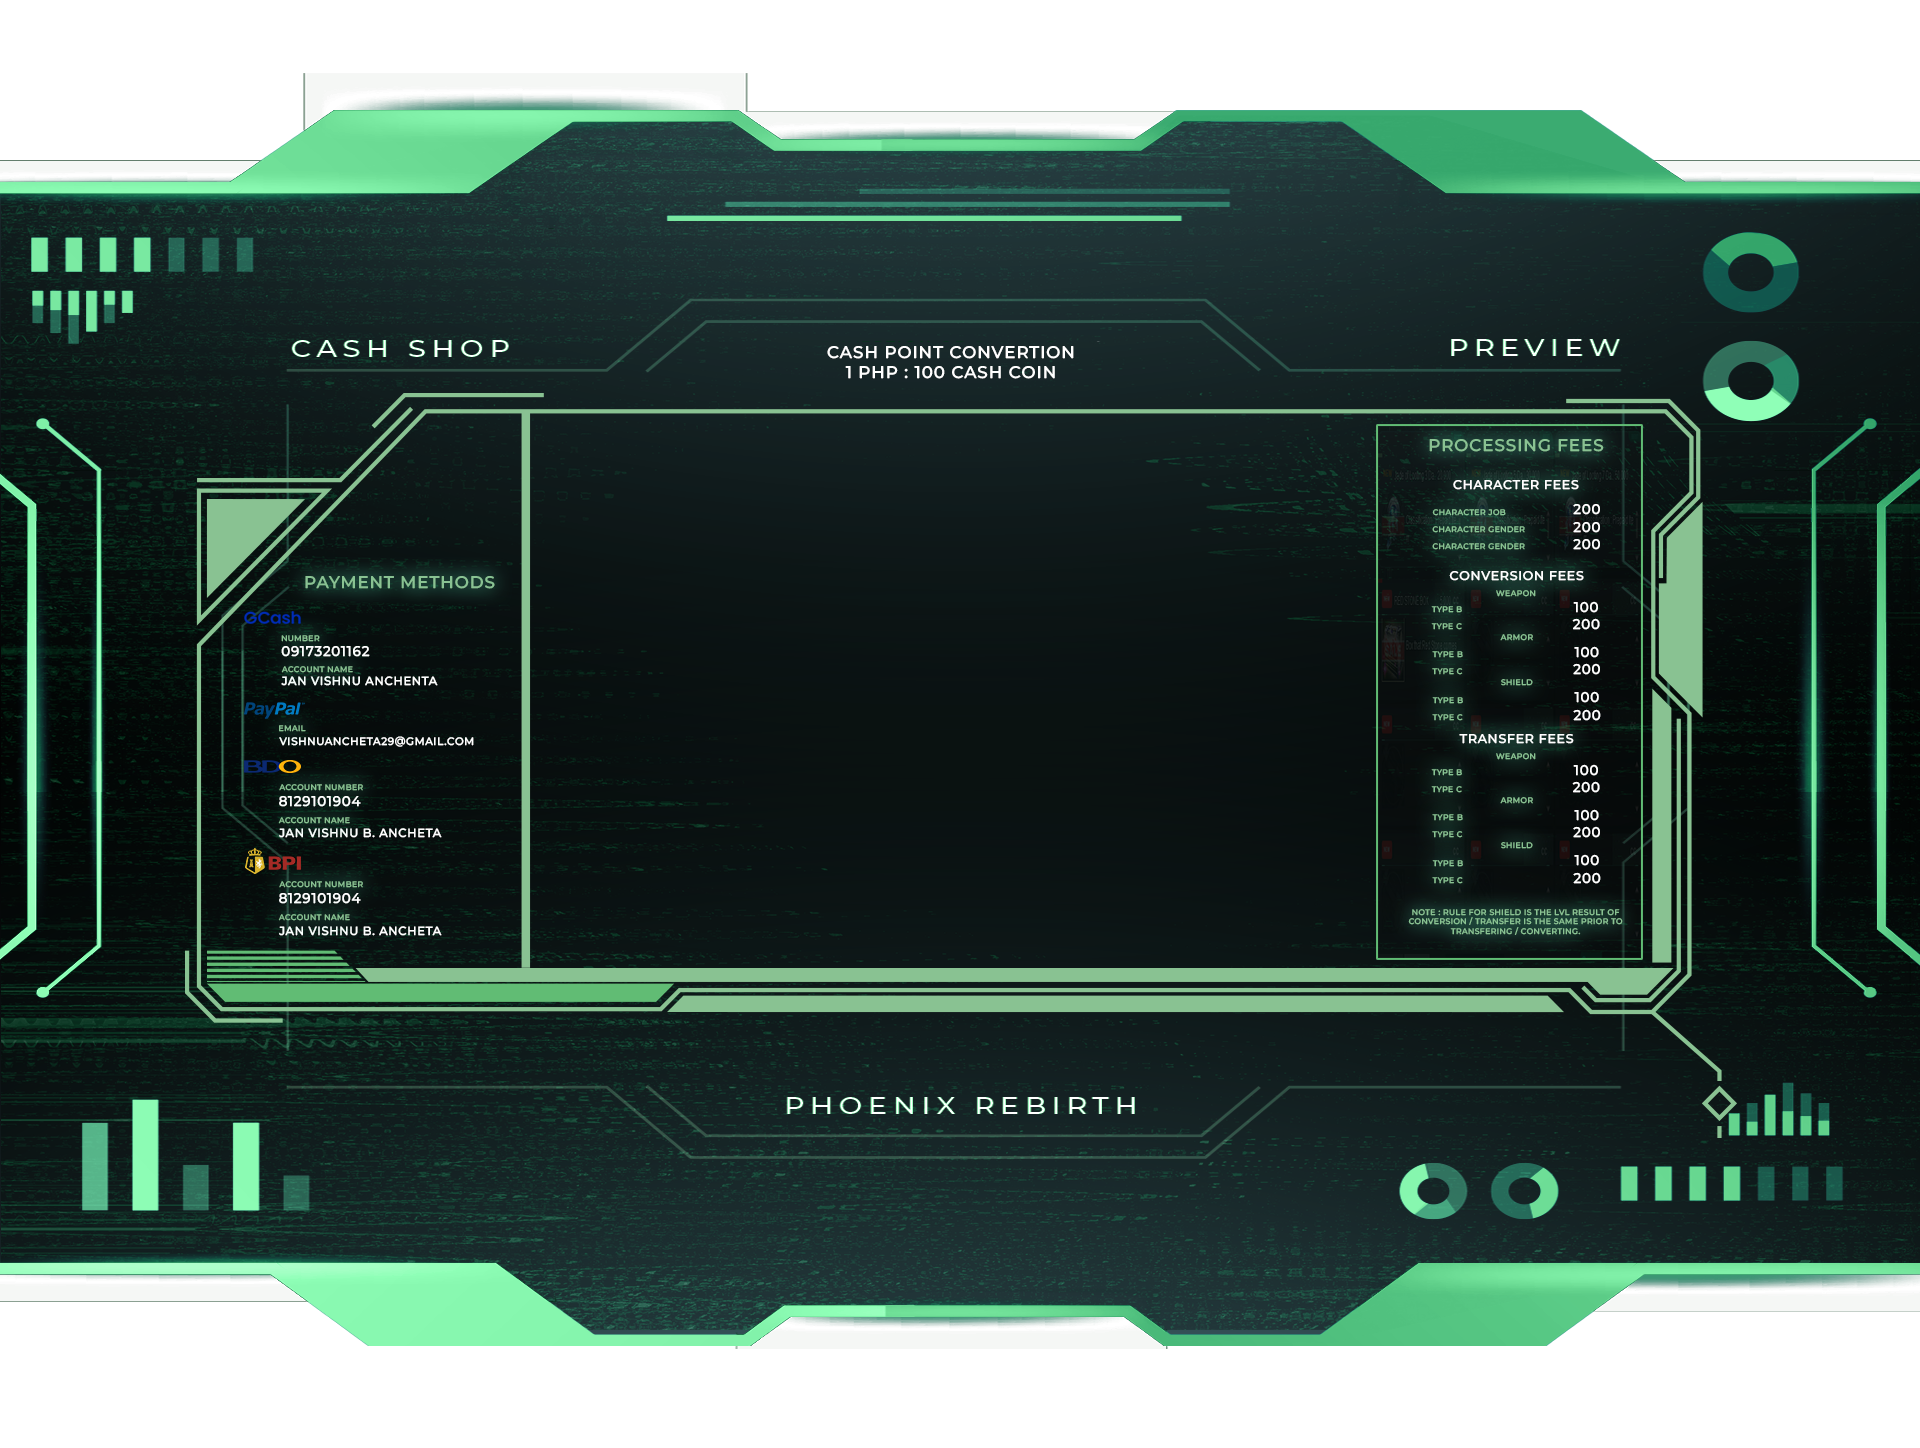 CASH SHOP
CASH POINT CONVERTION
1 PHP : 100 CASH COIN
PREVIEW
PAYMENT METHODS
GCash
NUMBER
09173201162
ACCOUNT NAME
JAN VISHNU ANCHENTA
PayPal
EMAIL
VISHNUANCHETA29@GMAIL.COM
BDO
ACCOUNT NUMBER
8129101904
ACCOUNT NAME
JAN VISHNU B. ANCHETA
BPI
ACCOUNT NUMBER
8129101904
ACCOUNT NAME
JAN VISHNU B. ANCHETA
PROCESSING FEES
CHARACTER FEES
CHARACTER JOB 200
CHARACTER GENDER 200
CHARACTER GENDER 200
CONVERSION FEES
WEAPON
TYPE B 100
TYPE C 200
ARMOR
TYPE B 100
TYPE C 200
SHIELD
TYPE B 100
TYPE C 200
TRANSFER FEES
WEAPON
TYPE B 100
TYPE C 200
ARMOR
TYPE B 100
TYPE C 200
SHIELD
TYPE B 100
TYPE C 200
NOTE : RULE FOR SHIELD IS THE LVL RESULT OF
CONVERSION / TRANSFER IS THE SAME PRIOR TO
TRANSFERING / CONVERTING.
PHOENIX REBIRTH